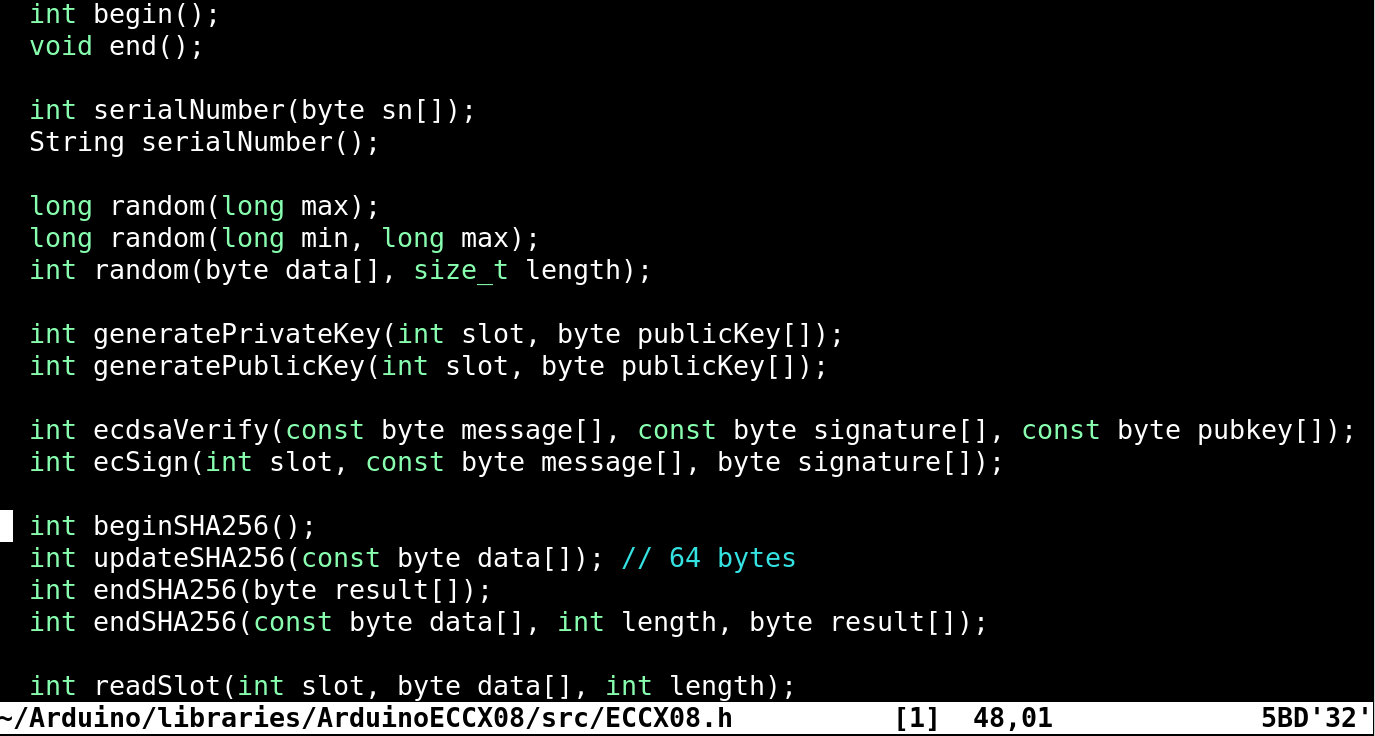 int begin();
void end();
int serialNumber(byte sn[]);
String serialNumber();
long random(long max);
long random(long min, long max);
int random(byte data[], size_t length);
int generatePrivateKey(int slot, byte publicKey[]);
int generatePublicKey(int slot, byte publicKey[]);
int ecdsaVerify(const byte message[], const byte signature[], const byte pubkey[]);
int ecSign(int slot, const byte message[], byte signature[]);
int beginSHA256();
int updateSHA256(const byte data[]); // 64 bytes
int endSHA256(byte result[]);
int endSHA256(const byte data[], int length, byte result[]);
int readSlot(int slot, byte data[], int length);
~/Arduino/libraries/ArduinoECCX08/src/ECCX08.h [1] 48,01 5BD'32'